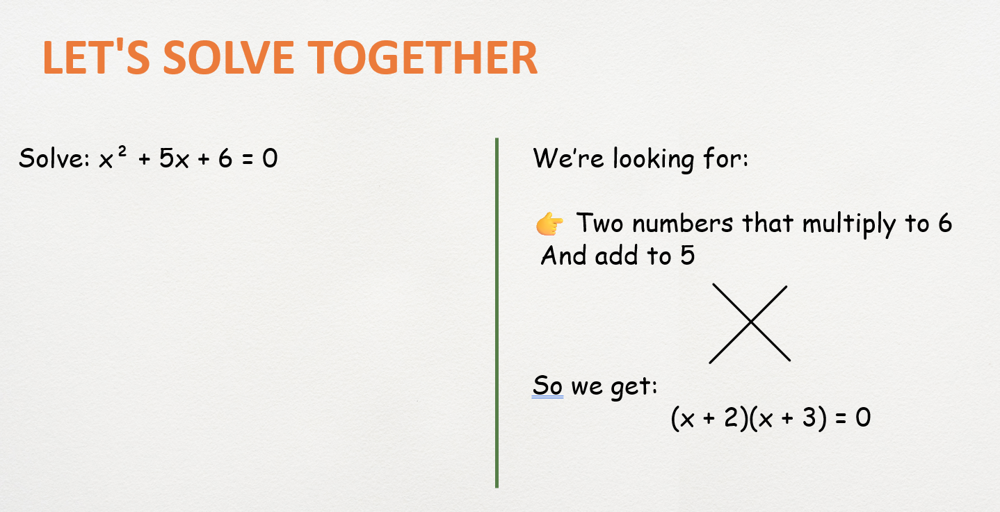 LET'S SOLVE TOGETHER
Solve: x² + 5x + 6 = 0
We’re looking for:
👉 Two numbers that multiply to 6
And add to 5
So we get:
(x + 2)(x + 3) = 0